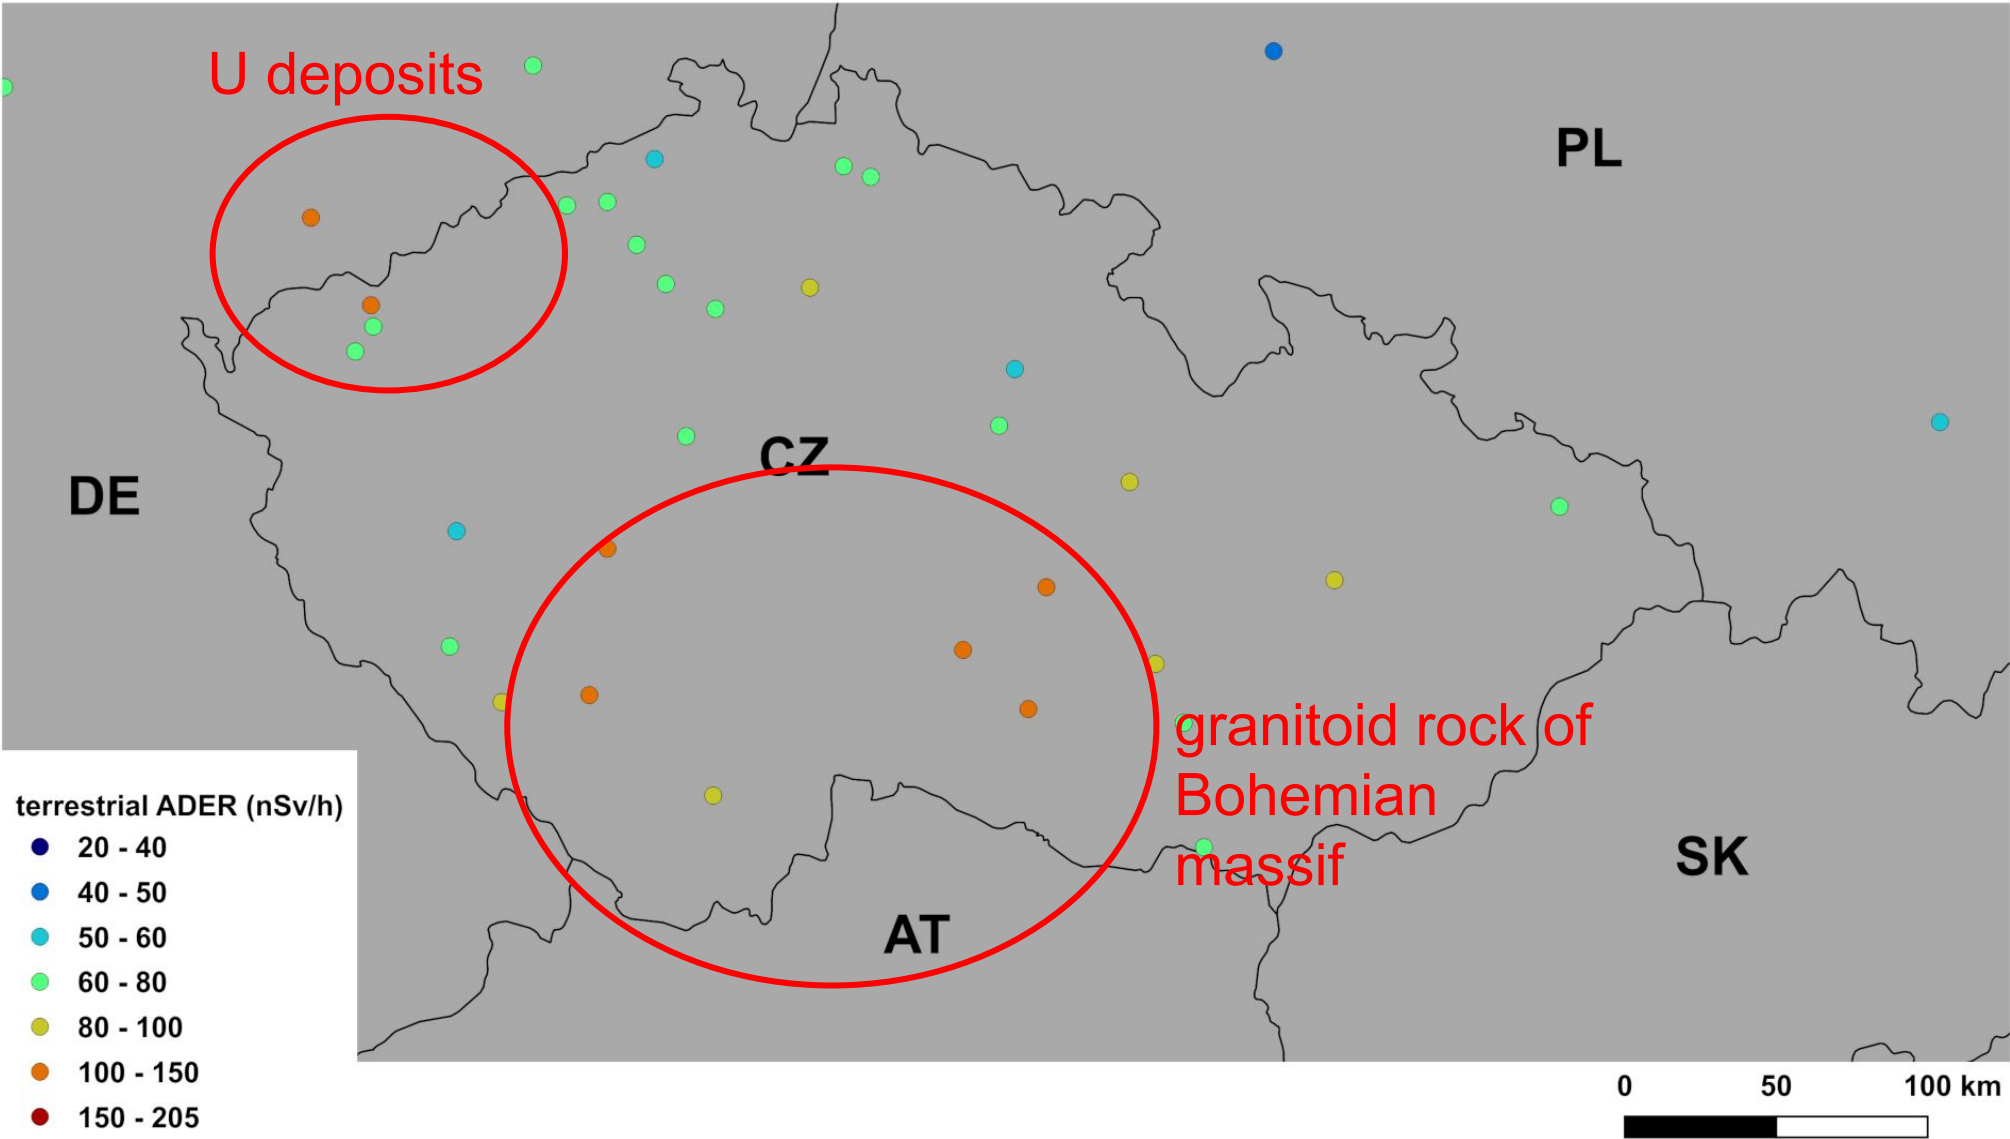 U deposits
PL
CZ
DE
granitoid rock of
Bohemian
massif
SK
AT
terrestrial ADER (nSv/h)
20 - 40
40 - 50
50 - 60
60 - 80
80 - 100
100 - 150
150 - 205
0 50 100 km